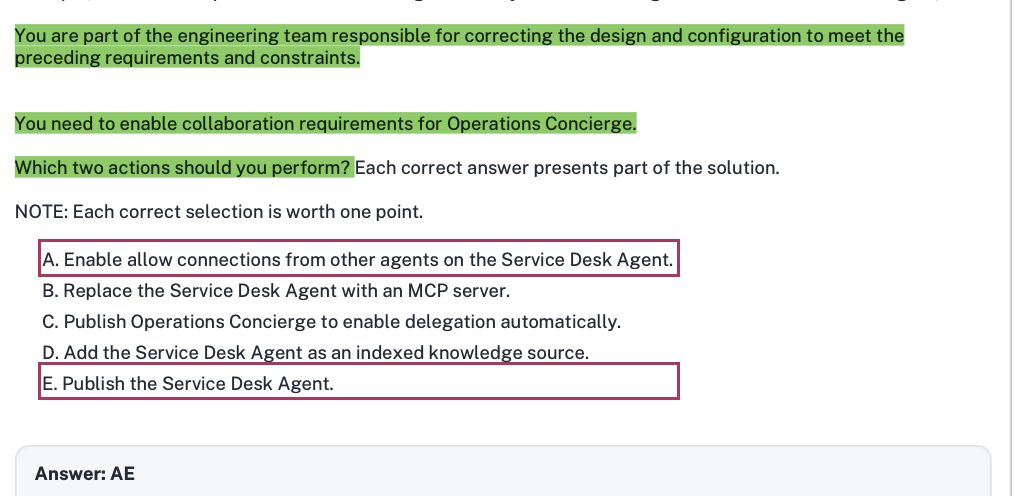 You are part of the engineering team responsible for correcting the design and configuration to meet the
preceding requirements and constraints.
You need to enable collaboration requirements for Operations Concierge.
Which two actions should you perform? Each correct answer presents part of the solution.
NOTE: Each correct selection is worth one point.
A. Enable allow connections from other agents on the Service Desk Agent.
B. Replace the Service Desk Agent with an MCP server.
C. Publish Operations Concierge to enable delegation automatically.
D. Add the Service Desk Agent as an indexed knowledge source.
E. Publish the Service Desk Agent.
Answer: AE